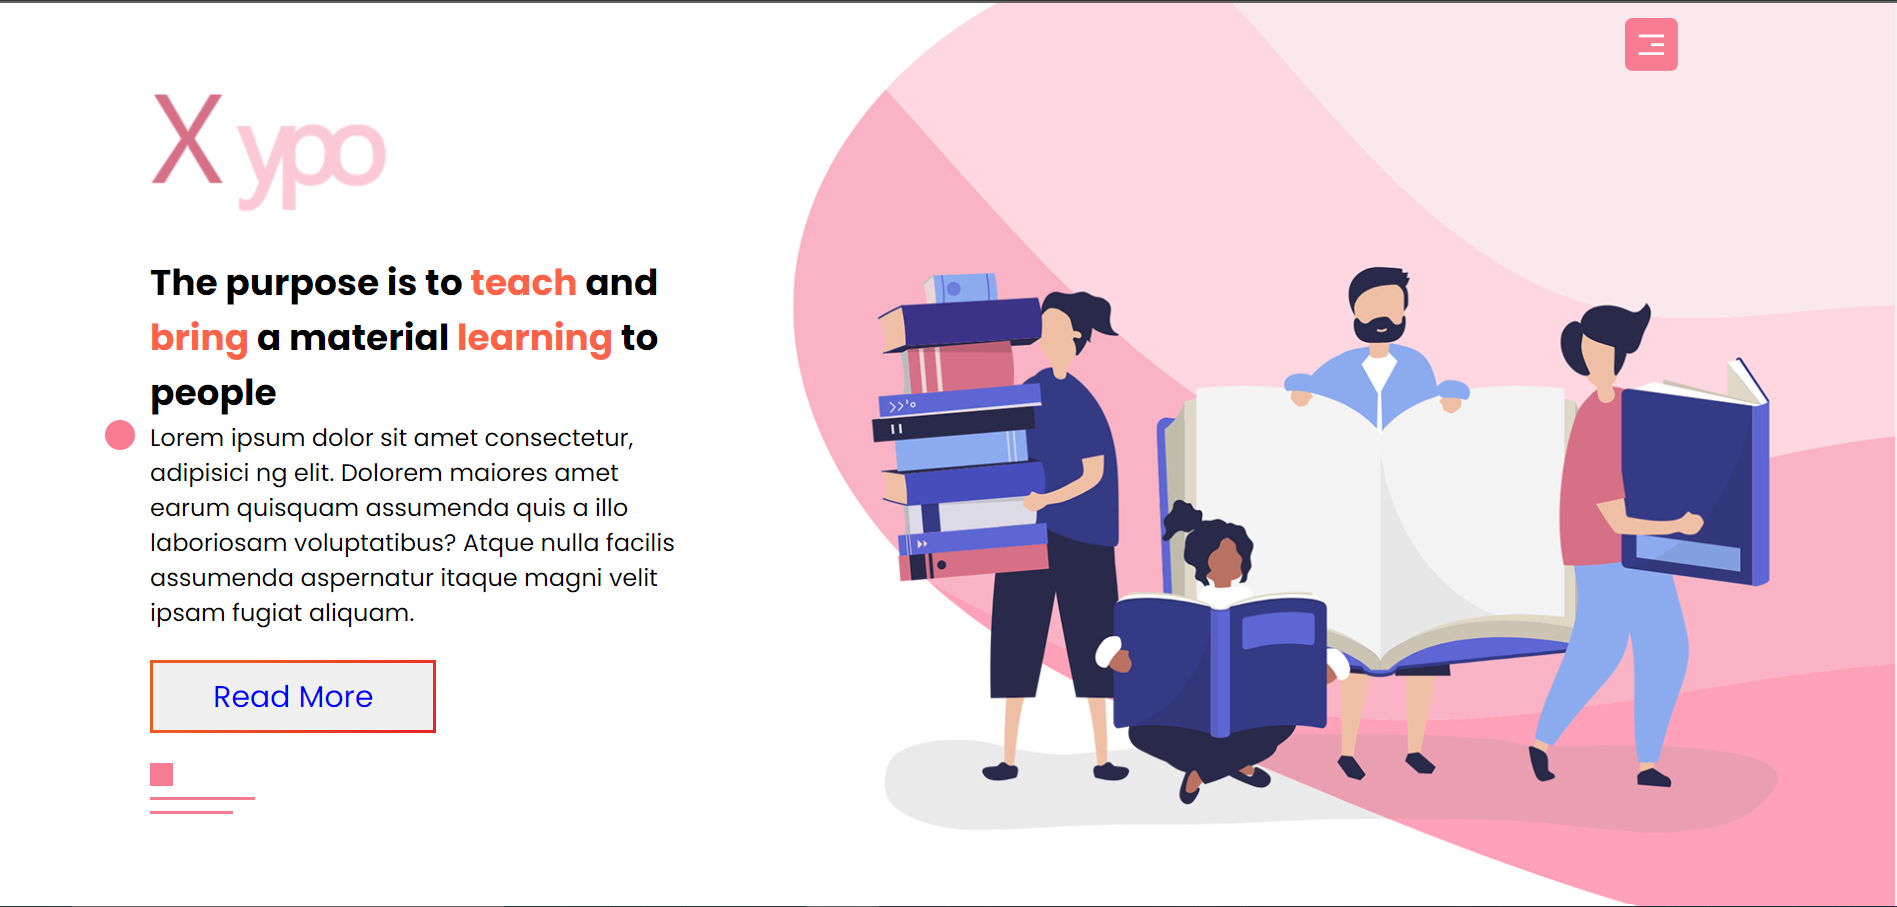 X ypo
The purpose is to teach and
bring a material learning to
people
Lorem ipsum dolor sit amet consectetur,
adipisici ng elit. Dolorem maiores amet
earum quisquam assumenda quis a illo
laboriosam voluptatibus? Atque nulla facilis
assumenda aspernatur itaque magni velit
ipsam fugiat aliquam.
Read More